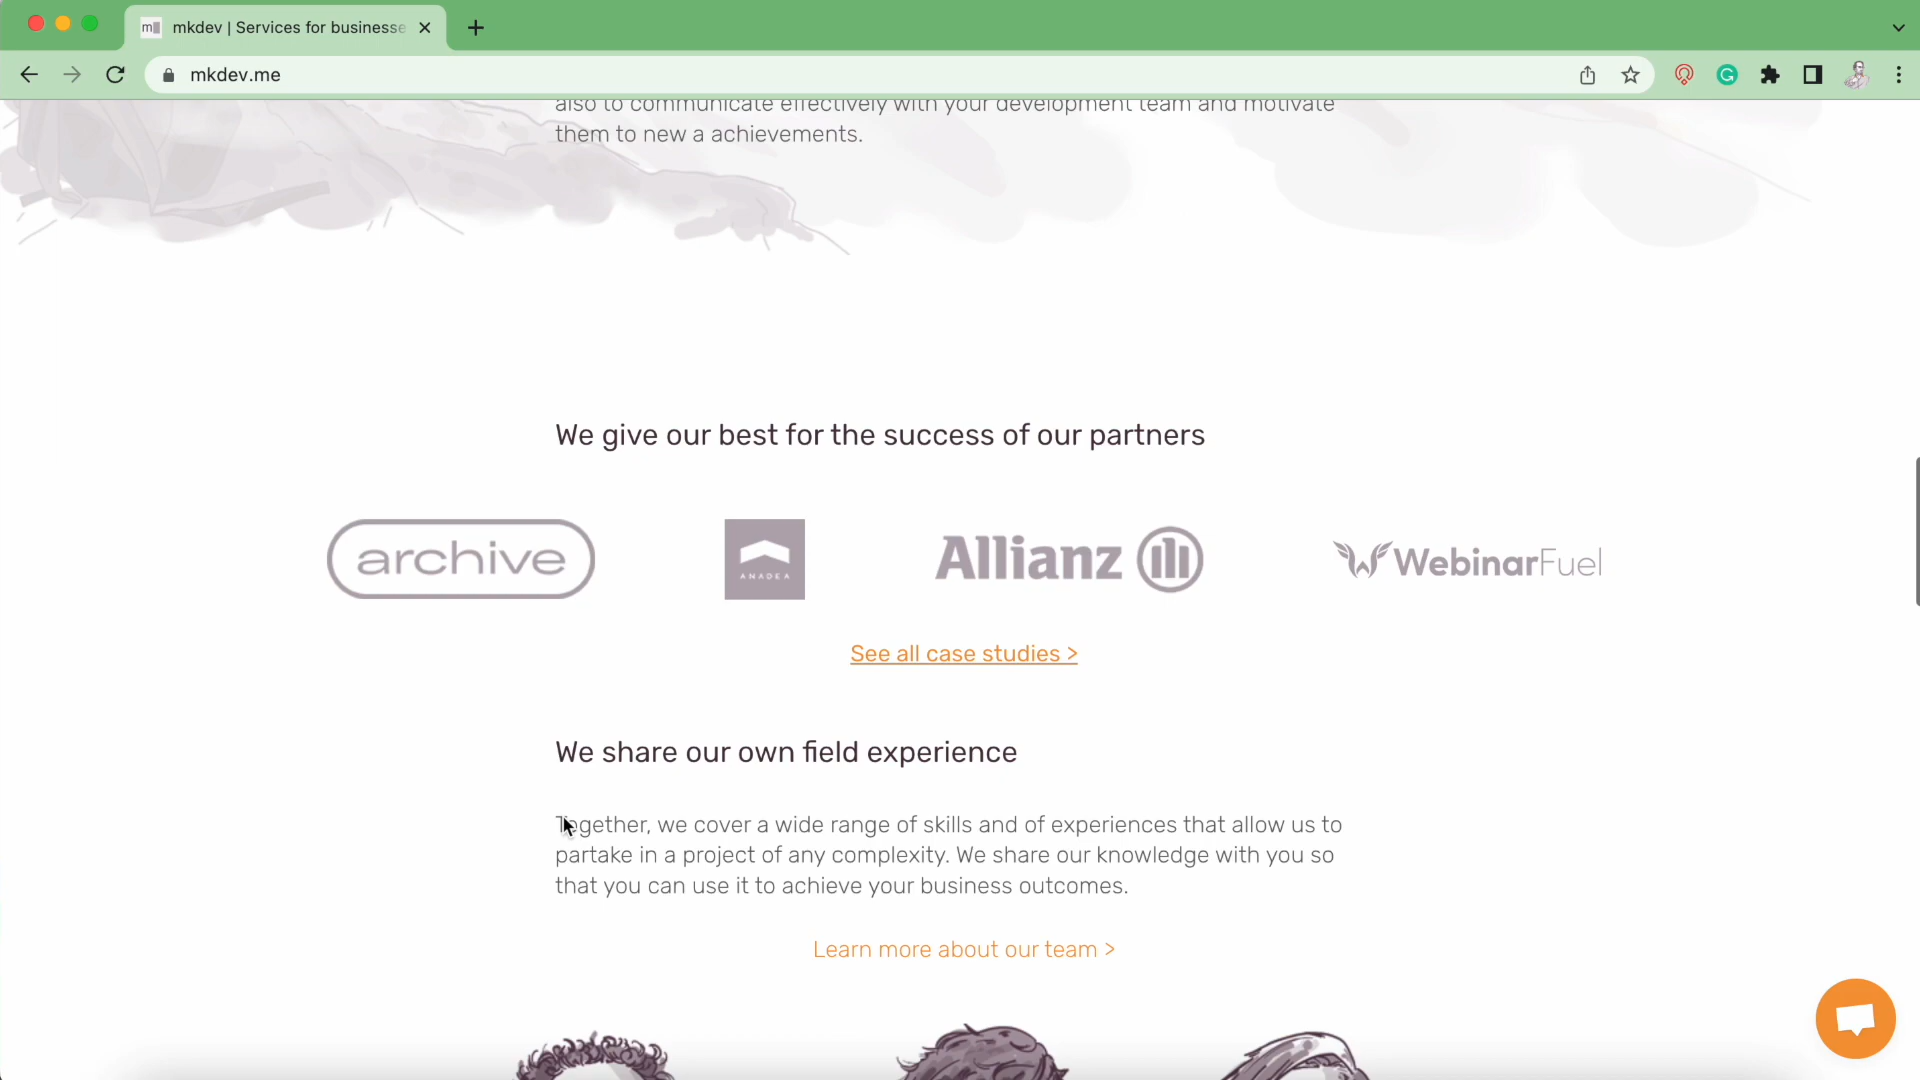 m
mkdev | Services for businesse
mkdev.me
also to communicate effectively with your development team and motivate
them to new a achievements.
We give our best for the success of our partners
archive
ANADEA
Allianz
WebinarFuel
See all case studies >
We share our own field experience
Together, we cover a wide range of skills and of experiences that allow us to
partake in a project of any complexity. We share our knowledge with you so
that you can use it to achieve your business outcomes.
Learn more about our team >